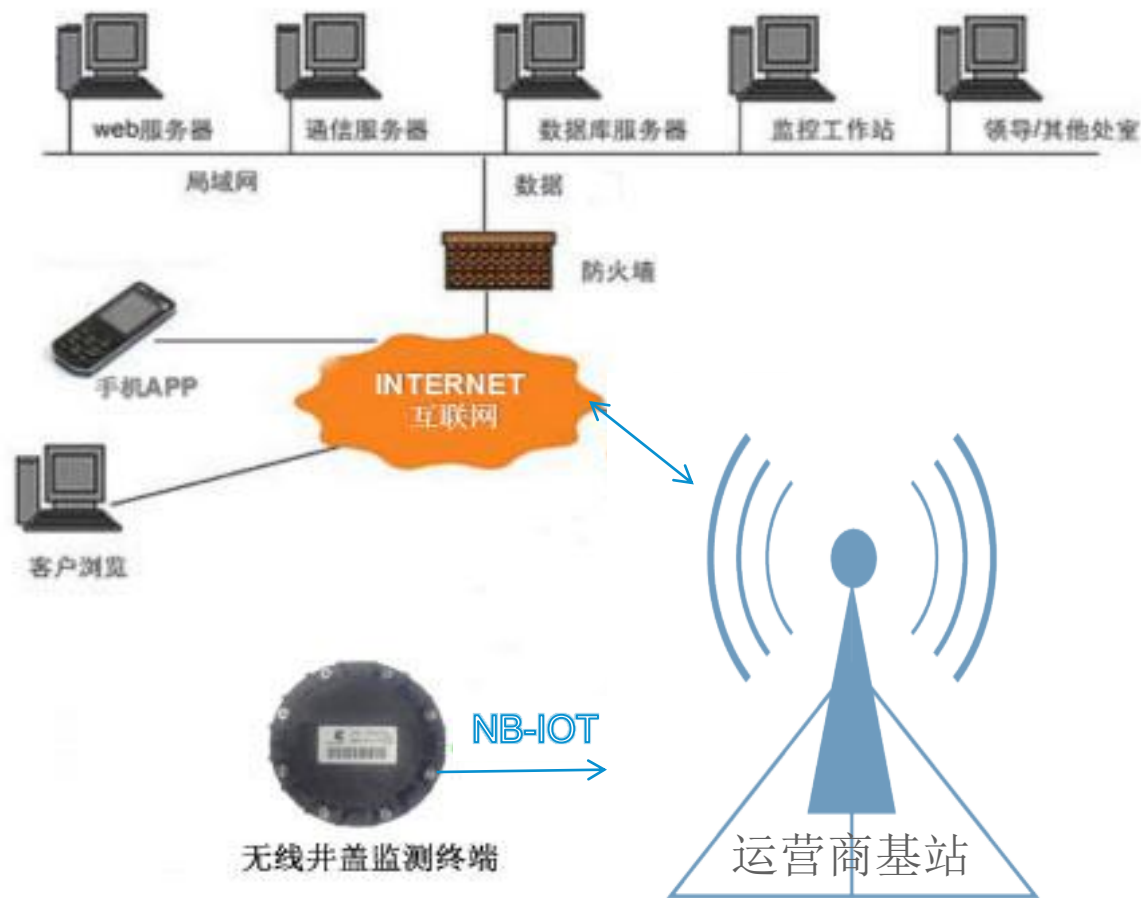 web服务器
通信服务器
数据库服务器
监控工作站
领导/其他处室
局域网
数据
防火墙
手机APP
INTERNET
互联网
客户浏览
NB-IOT
无线井盖监测终端
运营商基站